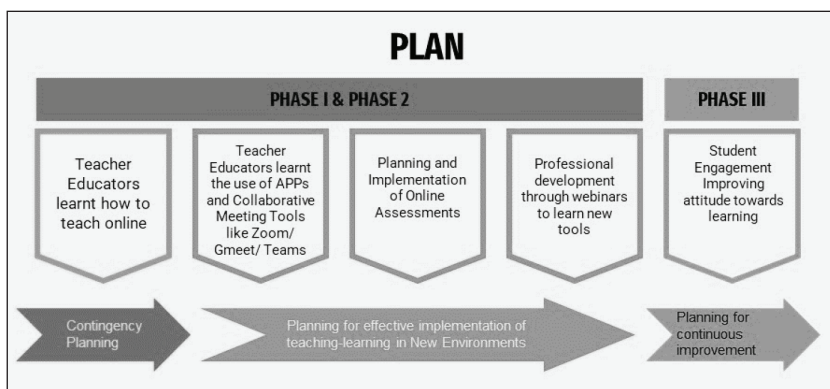 PLAN
PHASE I & PHASE 2
PHASE III
Teacher
Educators
learnt how to
teach online
Teacher
Educators learnt
the use of APPs
and Collaborative
Meeting Tools
like Zoom/
Gmeet/ Teams
Planning and
Implementation
of Online
Assessments
Professional
development
through webinars
to learn new
tools
Student
Engagement
Improving
attitude towards
learning
Contingency
Planning
Planning for effective implementation of
teaching-learning in New Environments
Planning for
continuous
improvement